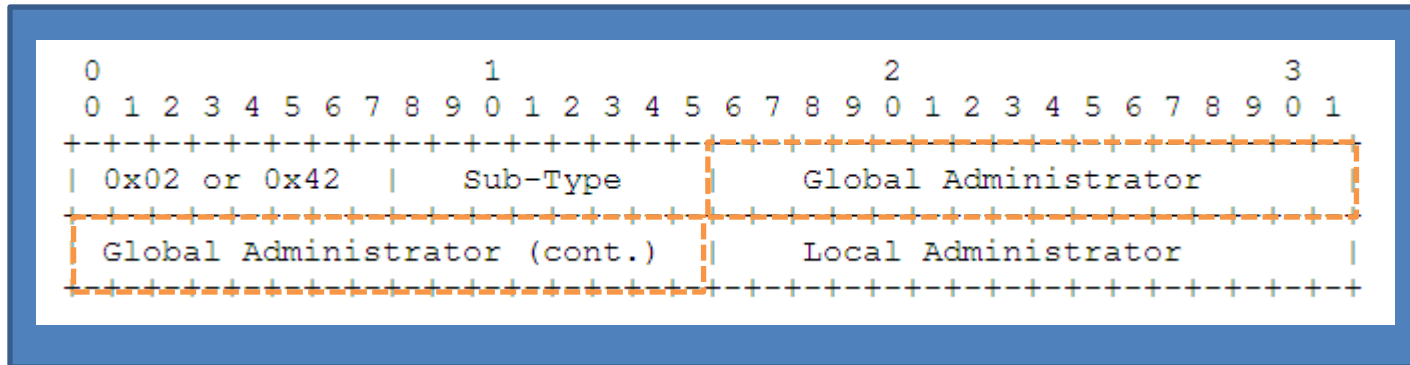 0 1 2 3
0 1 2 3 4 5 6 7 8 9 0 1 2 3 4 5 6 7 8 9 0 1 2 3 4 5 6 7 8 9 0 1
+-+-+-+-+-+-+-+-+-+-+-+-+-+-+-+-+-+-+-+-+-+-+-+-+-+-+-+-+-+-+-+-+
| 0x02 or 0x42 | Sub-Type | Global Administrator |
+-+-+-+-+-+-+-+-+-+-+-+-+-+-+-+-+-+-+-+-+-+-+-+-+-+-+-+-+-+-+-+-+
| Global Administrator (cont.) | Local Administrator |
+-+-+-+-+-+-+-+-+-+-+-+-+-+-+-+-+-+-+-+-+-+-+-+-+-+-+-+-+-+-+-+-+